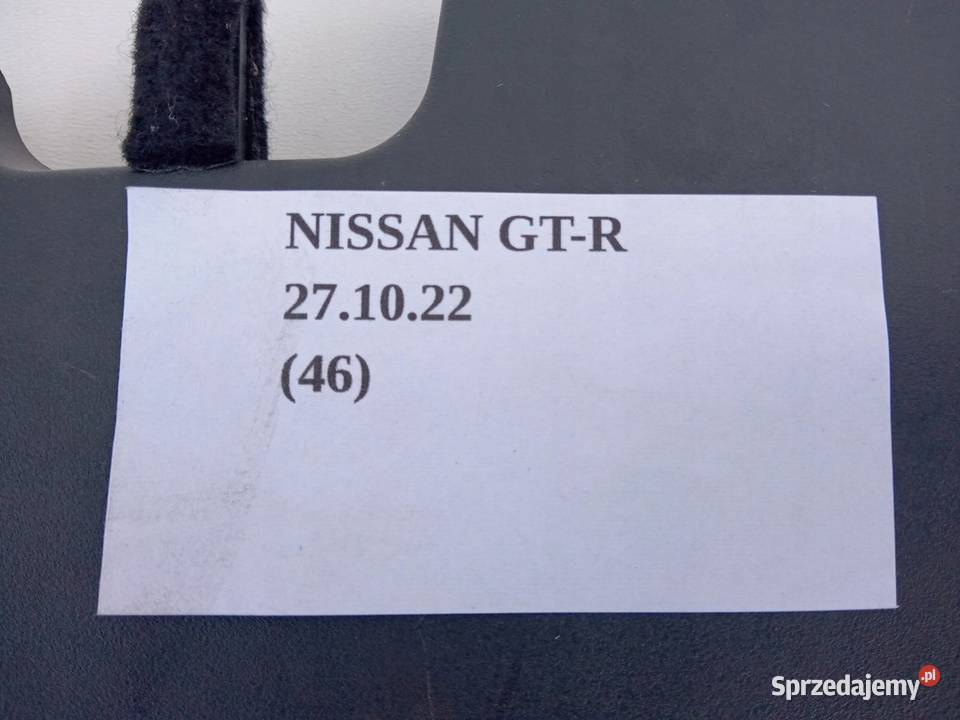 NISSAN GT-R
27.10.22
(46)
Sprzedajemy.pl